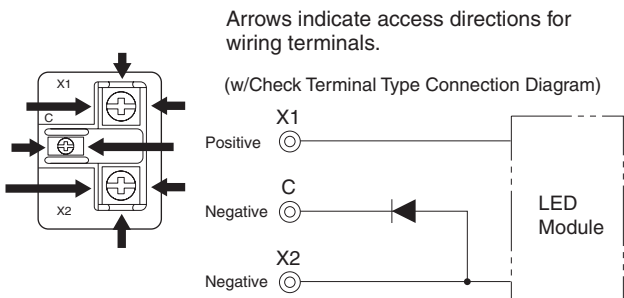 Arrows indicate access directions for
wiring terminals.
(w/Check Terminal Type Connection Diagram)
X1
C
X2
X1
Positive
C
Negative
X2
Negative
LED
Module